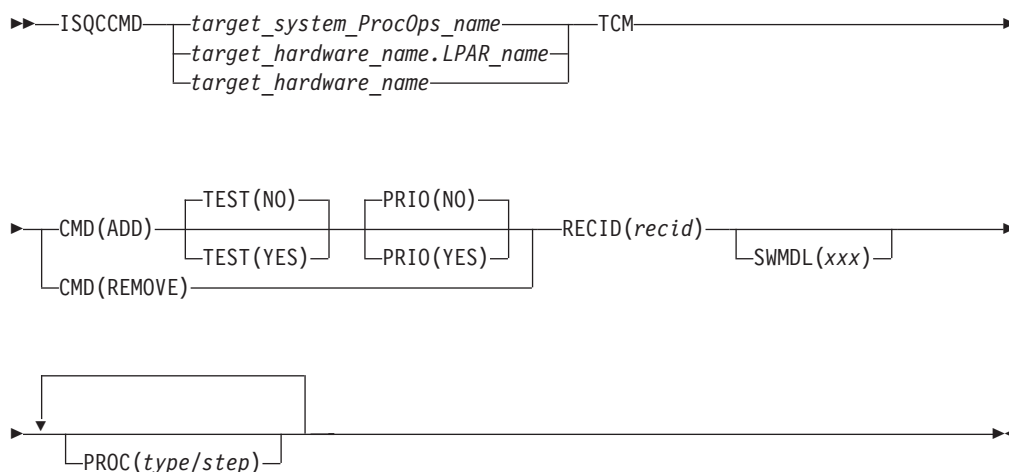 ISQCCMD target_system_ProcOps_name TCM
target_hardware_name.LPAR_name
target_hardware_name
TEST(NO) PRIO(NO)
CMD(ADD) RECID(recid)
TEST(YES) PRIO(YES) SWMDL(xxx)
CMD(REMOVE)
PROC(type/step)